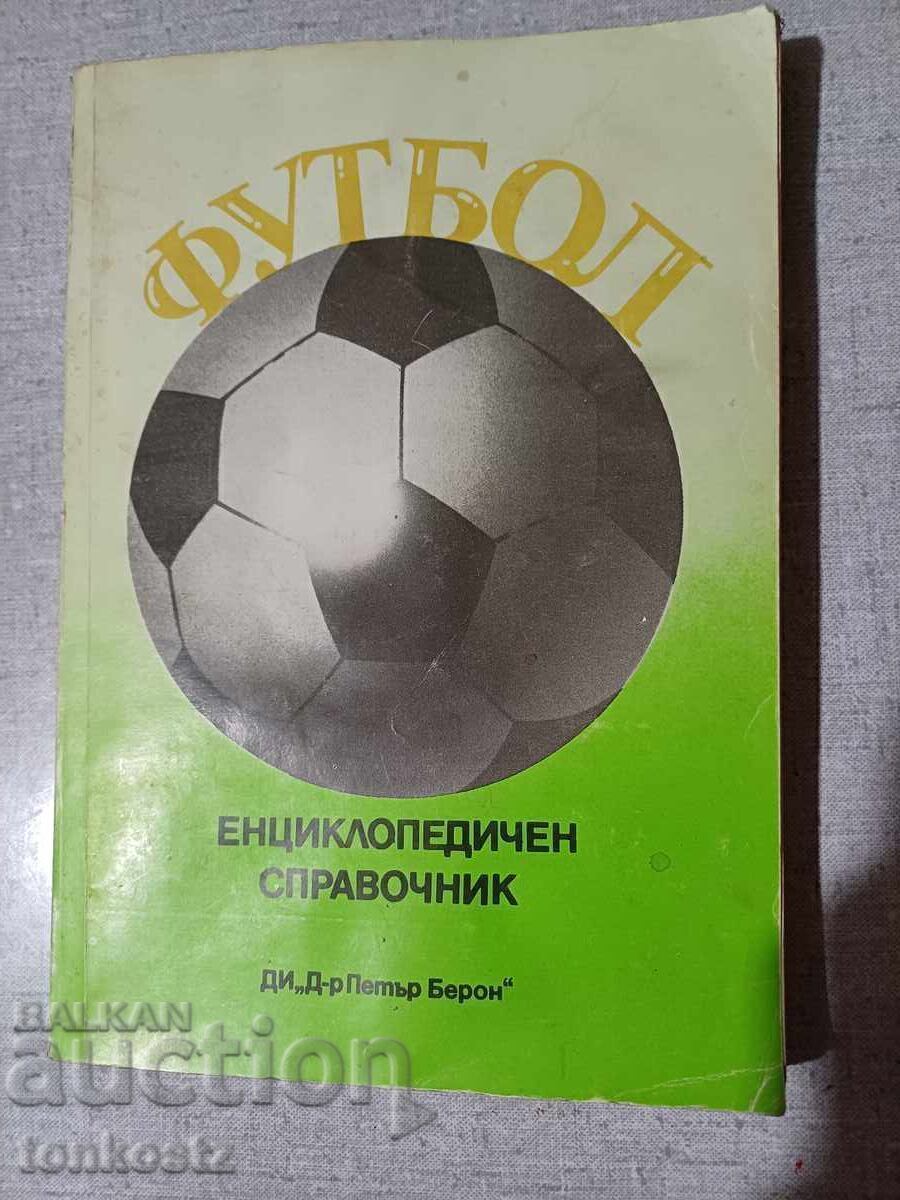 ФУТБОЛ
ЕНЦИКЛОПЕДИЧЕН
СПРАВОЧНИК
ДИ „Д-р Петър Берон“
BALKAN
auction
tonkostz